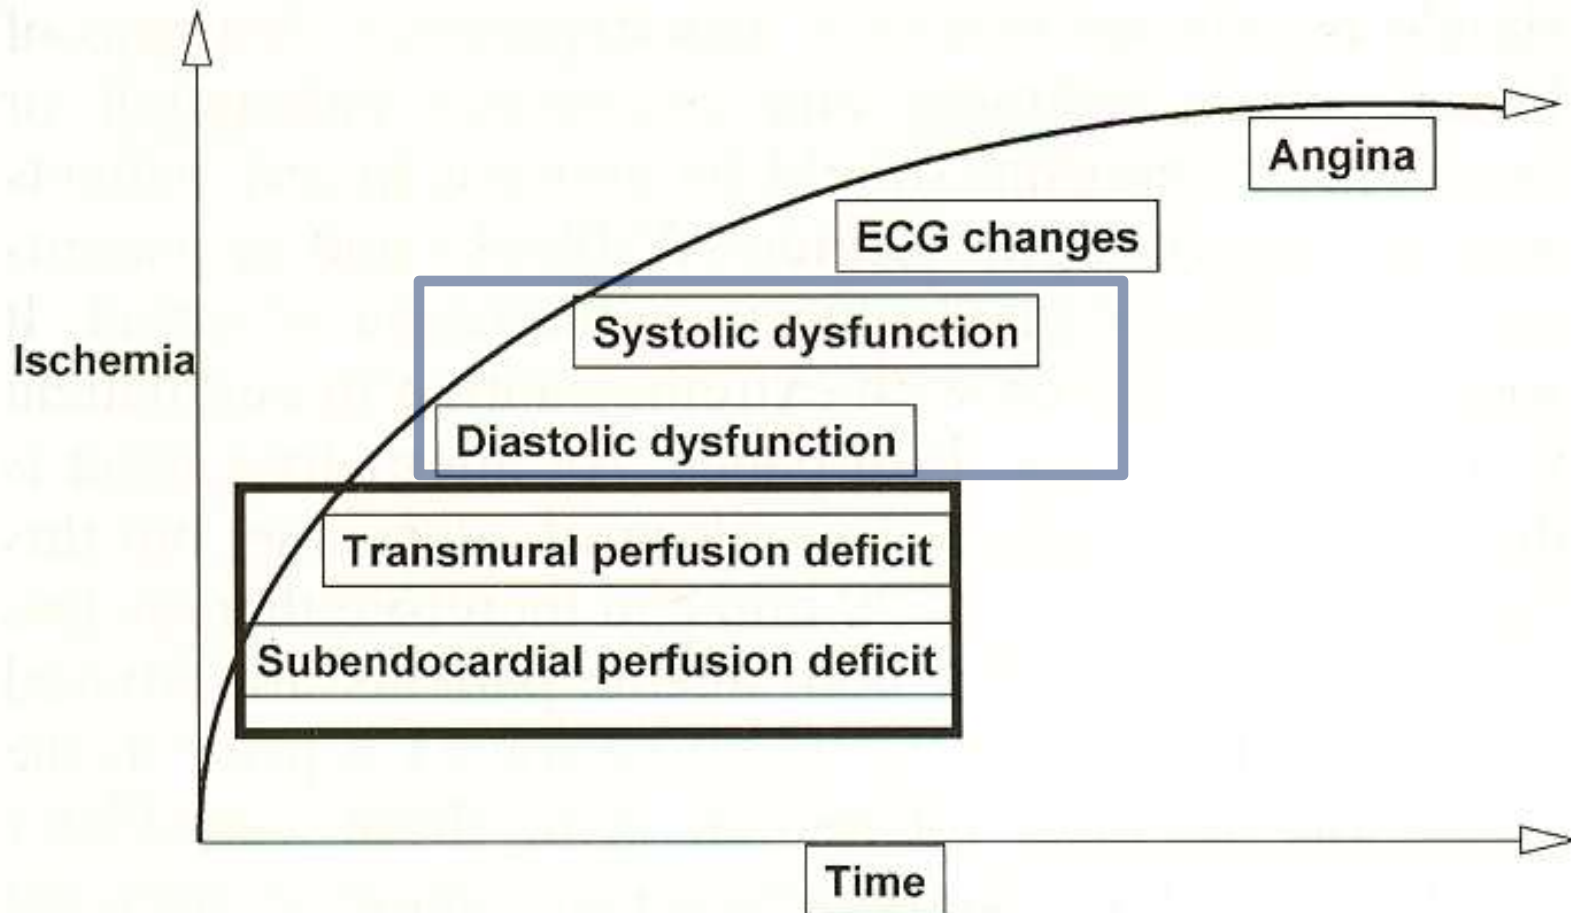 Angina
ECG changes
Systolic dysfunction
Ischemia
Diastolic dysfunction
Transmural perfusion deficit
Subendocardial perfusion deficit
Time